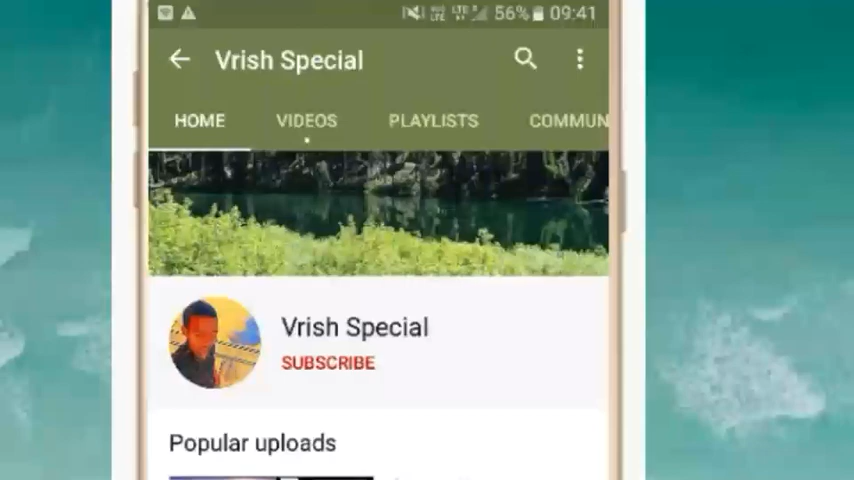 56% 09:41
Vrish Special
HOME VIDEOS PLAYLISTS COMMUN
Vrish Special
SUBSCRIBE
Popular uploads